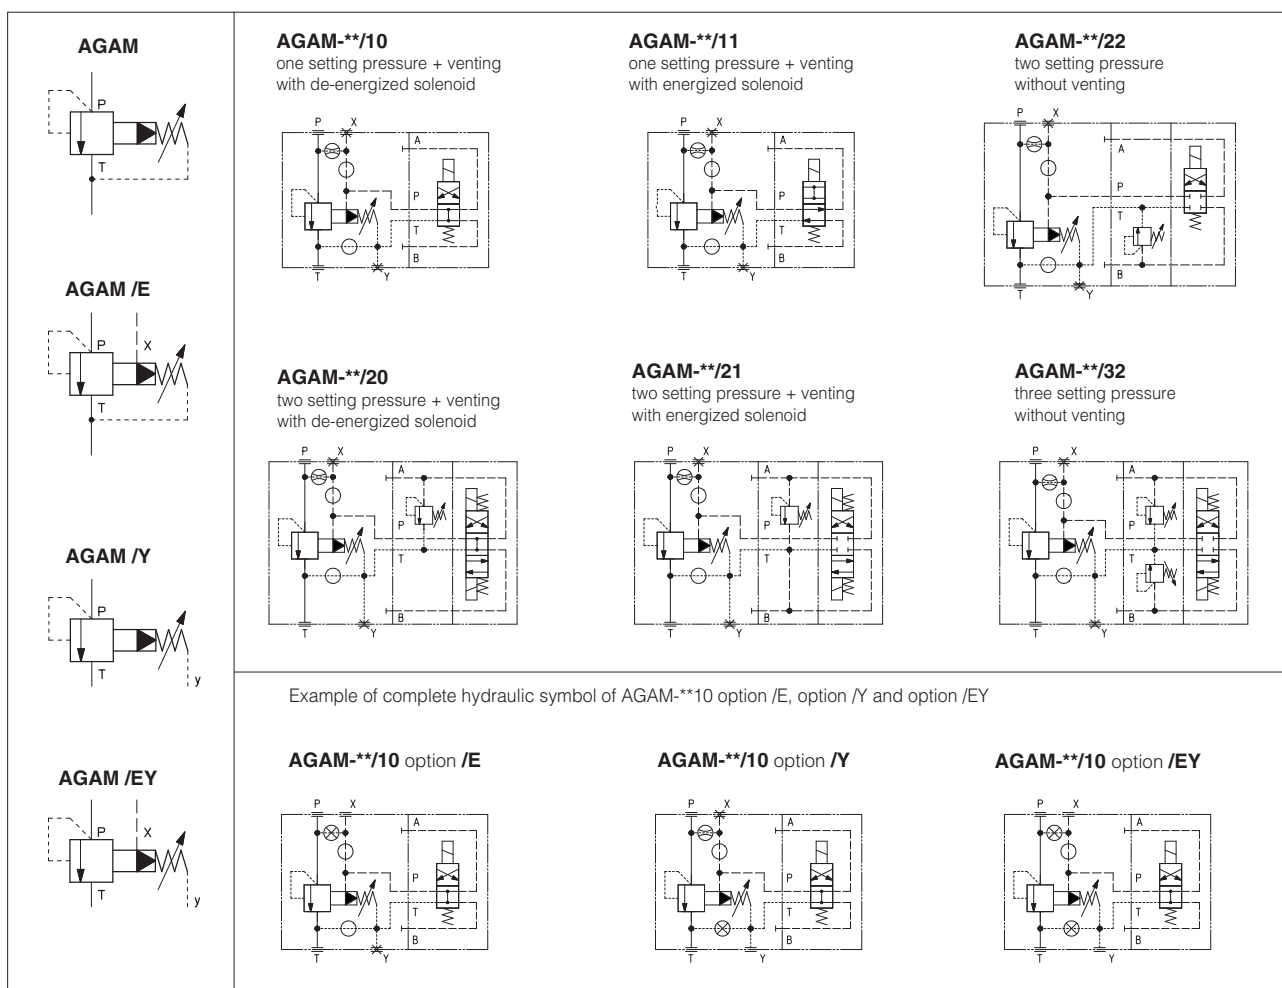 AGAM
P
T
AGAM /E
P
X
T
AGAM /Y
P
T
y
AGAM /EY
P
X
T
y
AGAM-**/10
one setting pressure + venting
with de-energized solenoid
P
X
A
P
T
B
T
Y
AGAM-**/11
one setting pressure + venting
with energized solenoid
P
X
A
P
T
B
T
Y
AGAM-**/22
two setting pressure
without venting
P
X
A
P
T
B
T
Y
AGAM-**/20
two setting pressure + venting
with de-energized solenoid
P
X
A
P
T
B
T
Y
AGAM-**/21
two setting pressure + venting
with energized solenoid
P
X
A
P
T
B
T
Y
AGAM-**/32
three setting pressure
without venting
P
X
A
P
T
B
T
Y
Example of complete hydraulic symbol of AGAM-**10 option /E, option /Y and option /EY
AGAM-**/10 option /E
P
X
A
P
T
B
T
Y
AGAM-**/10 option /Y
P
X
A
P
T
B
T
Y
AGAM-**/10 option /EY
P
X
A
P
T
B
T
Y